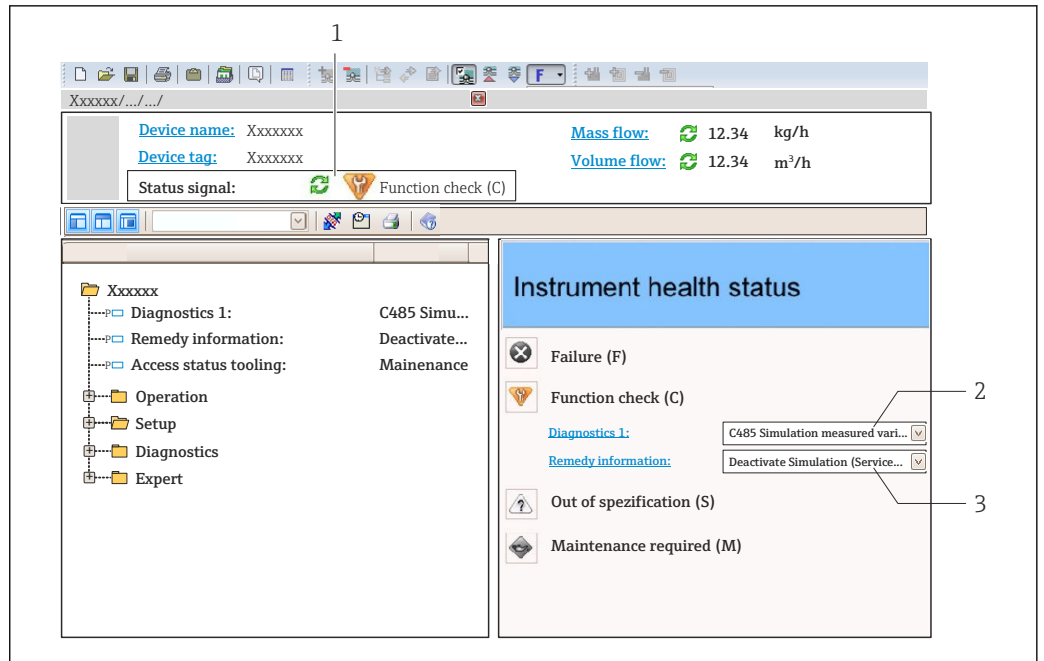 1
F
Xxxxxx/.../.../
Device name: Xxxxxxx
Mass flow: 12.34 kg/h
Device tag: Xxxxxxx
Volume flow: 12.34 m³/h
Status signal: Function check (C)
Xxxxxx
Diagnostics 1: C485 Simu...
Remedy information: Deactivate...
Access status tooling: Mainenance
Operation
Setup
Diagnostics
Expert
Instrument health status
Failure (F)
Function check (C)
2
Diagnostics 1: C485 Simulation measured vari...
Remedy information: Deactivate Simulation (Service...
Out of spezification (S)
3
Maintenance required (M)